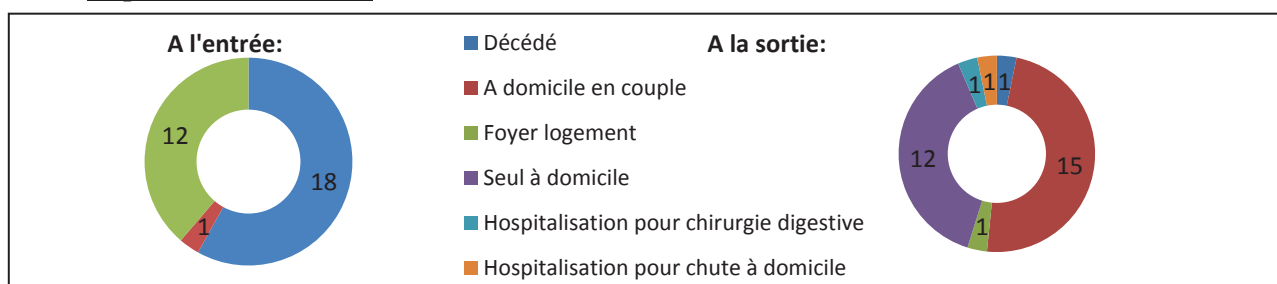 A l'entrée:
12
18
1
Décédé
A domicile en couple
Foyer logement
Seul à domicile
Hospitalisation pour chirurgie digestive
Hospitalisation pour chute à domicile
A la sortie:
1 1 1
12
15
1